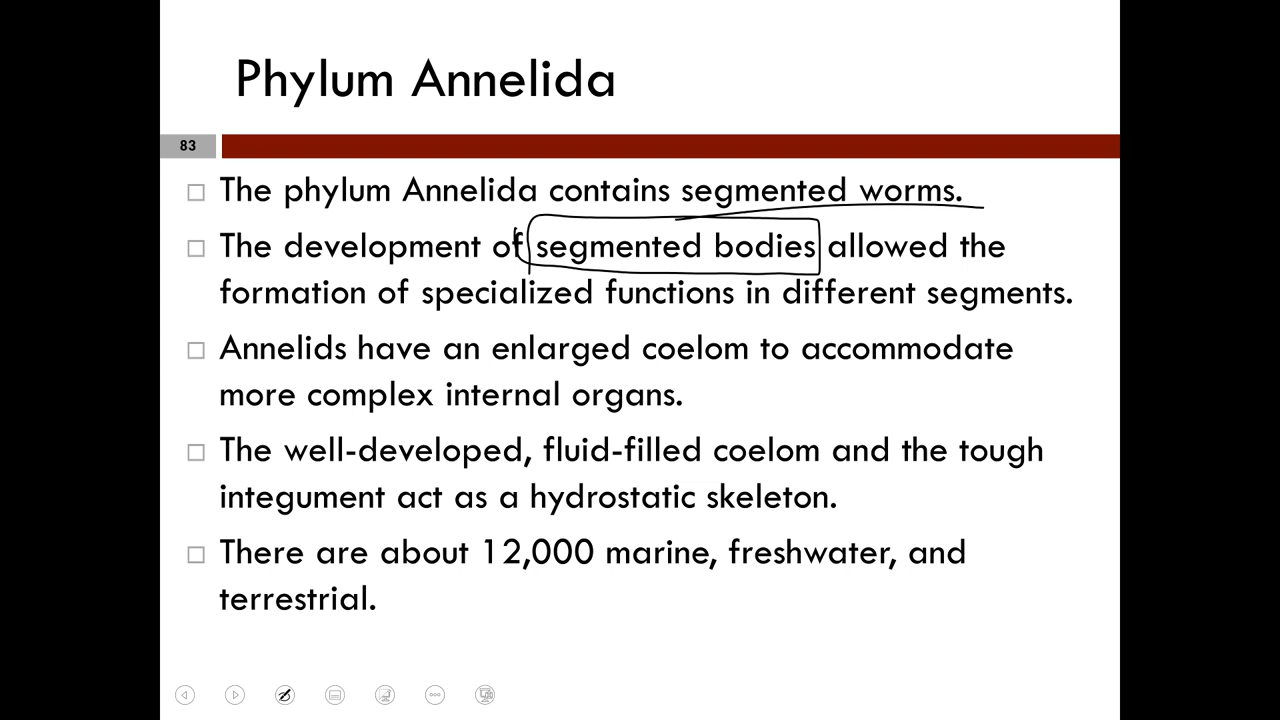 Phylum Annelida
83
The phylum Annelida contains segmented worms.
The development of segmented bodies allowed the
formation of specialized functions in different segments.
Annelids have an enlarged coelom to accommodate
more complex internal organs.
The well-developed, fluid-filled coelom and the tough
integument act as a hydrostatic skeleton.
There are about 12,000 marine, freshwater, and
terrestrial.